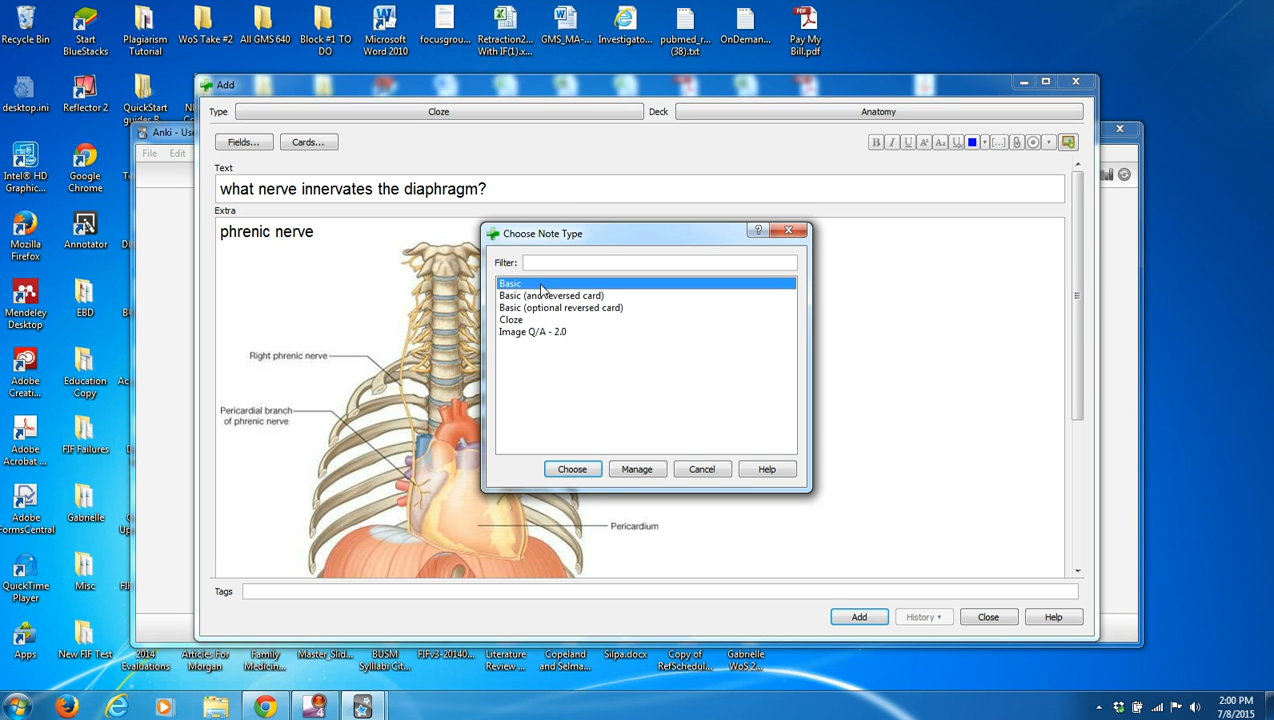 Recycle Bin
Start
BlueStacks
Plagiarism
Tutorial
WoS Take #2
All GMS 640
Block #1 TO
DO
Microsoft
Word 2010
focusgrou...
Retraction2...
With IF(1).x...
GMS_MA-...
Investigato...
pubmed_r...
(38).txt
OnDeman...
Pay My
Bill.pdf
desktop.ini
Reflector 2
QuickStart
guider R
Add
Type
Cloze
Deck
Anatomy
Anki - Use
File
Edit
Fields...
Cards...
Text
what nerve innervates the diaphragm?
Extra
phrenic nerve
Right phrenic nerve
Pericardial branch
of phrenic nerve
Pericardium
Choose Note Type
Filter:
Basic
Basic (and reversed card)
Basic (optional reversed card)
Cloze
Image Q/A - 2.0
Choose
Manage
Cancel
Help
Tags
Add
History
Close
Help
Intel® HD
Graphic...
Google
Chrome
Mozilla
Firefox
Annotator
Mendeley
Desktop
EBD
Adobe
Creati...
Education
Copy
Adobe
Acrobat ...
FIF Failures
Adobe
FormsCentral
Gabrielle
QuickTime
Player
Misc
Apps
New FIF Test
2014
Evaluations
Articles For
Morgan
Family
Medicin...
Master_Slid...
BUSM
Sylllabi Git...
FIFv3-20140...
Literature
Review ...
Copeland
and Selma...
Silpa.docx
Copy of
RefSchedul...
Gabrielle
WoS 2...
2:00 PM
7/8/2015